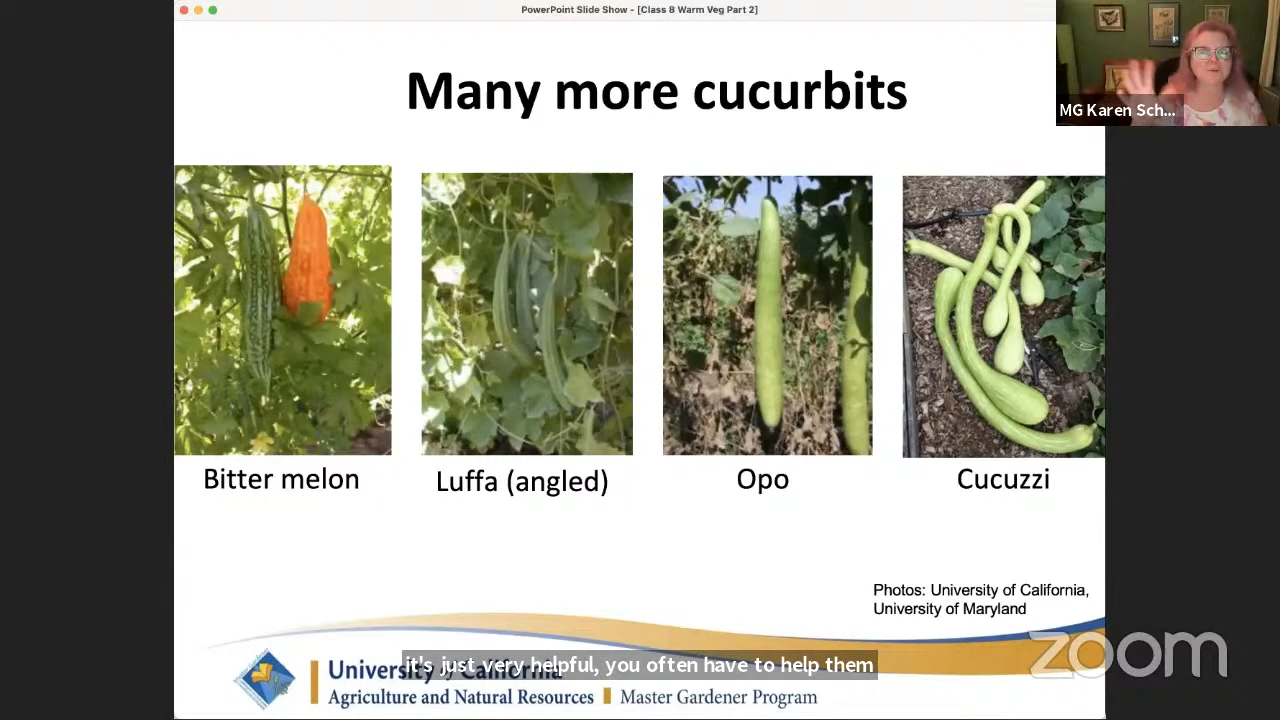 PowerPoint Slide Show - [Class 8 Warm Veg Part 2]
MG Karen Sch...
Many more cucurbits
Bitter melon
Luffa (angled)
Opo
Cucuzzi
Photos: University of California,
University of Maryland
zoom
it's just very helpful, you often have to help them
University of California
Agriculture and Natural Resources
Master Gardener Program